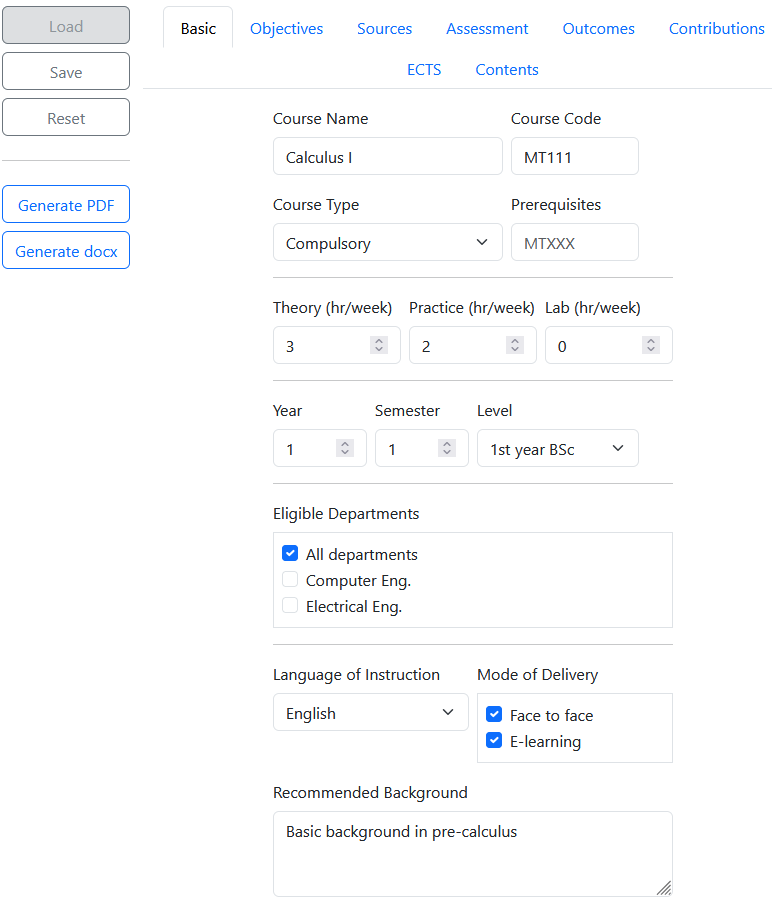 Load
Save
Reset
Generate PDF
Generate docx
Basic Objectives Sources Assessment Outcomes Contributions
ECTS Contents
Course Name Course Code
Calculus I MT111
Course Type Prerequisites
Compulsory MTXXX
Theory (hr/week) Practice (hr/week) Lab (hr/week)
3 2 0
Year Semester Level
1 1 1st year BSc
Eligible Departments
All departments
Computer Eng.
Electrical Eng.
Language of Instruction Mode of Delivery
English Face to face
E-learning
Recommended Background
Basic background in pre-calculus